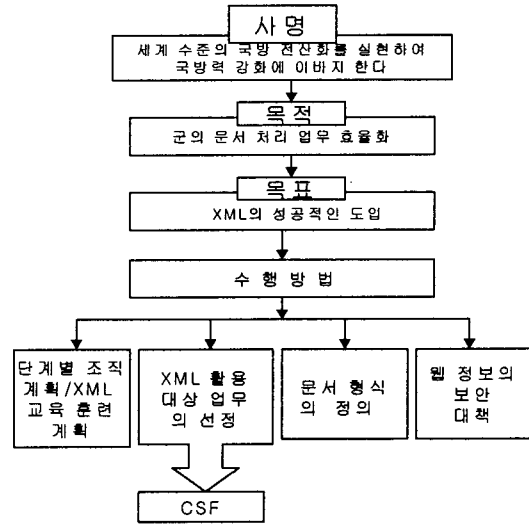 사 명
세계 수준의 국방 전산화를 실현하여
국방력 강화에 이바지 한다
목적
군의 문서 처리 업무 효율화
목표
XML의 성공적인 도입
수 행 방 법
단계별 조직
계획/XML
교육 훈련
계획
XML 활용
대상 업무
의 선정
문서 형식
의 정의
웹 정보의
보안
대책
CSF